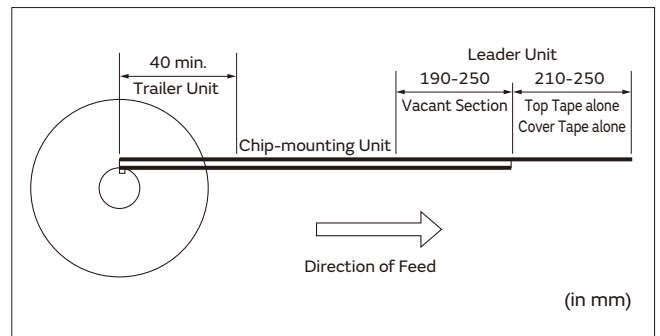 Leader Unit
40 min.
190-250
210-250
Trailer Unit
Vacant Section
Top Tape alone
Cover Tape alone
Chip-mounting Unit
Direction of Feed
(in mm)